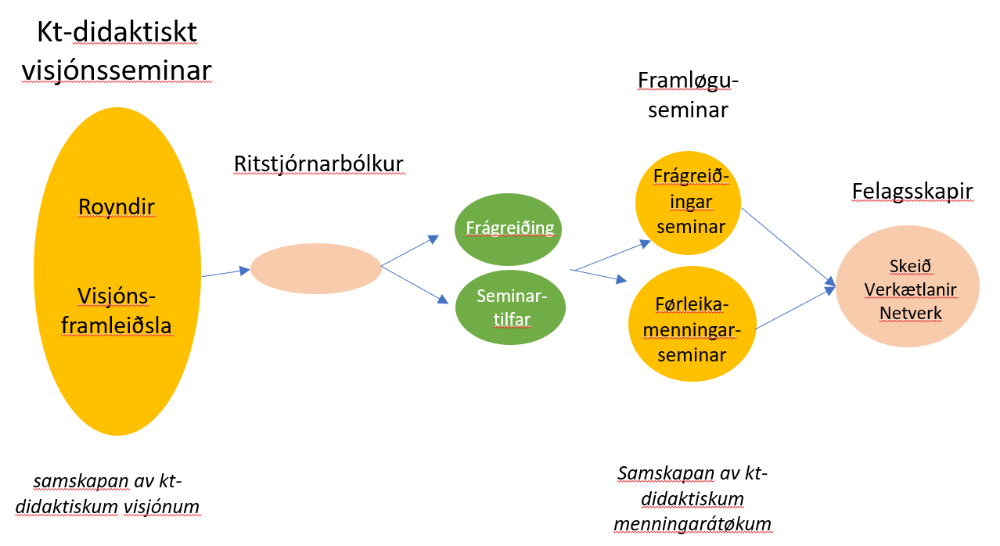 Kt-didaktiskt
visjónsseminar
Royndir
Visjóns-
framleiðsla
samskapan av kt-
didaktiskum visjónum
Ritstjórnarbólkur
Frágreiðing
Seminar-
tilfar
Framløgu-
seminar
Frágreið-
ingar
seminar
Førleika-
menningar-
seminar
Samskapan av kt-
didaktiskum
menningarátøkum
Felagsskapir
Skeið
Verkætlanir
Netverk